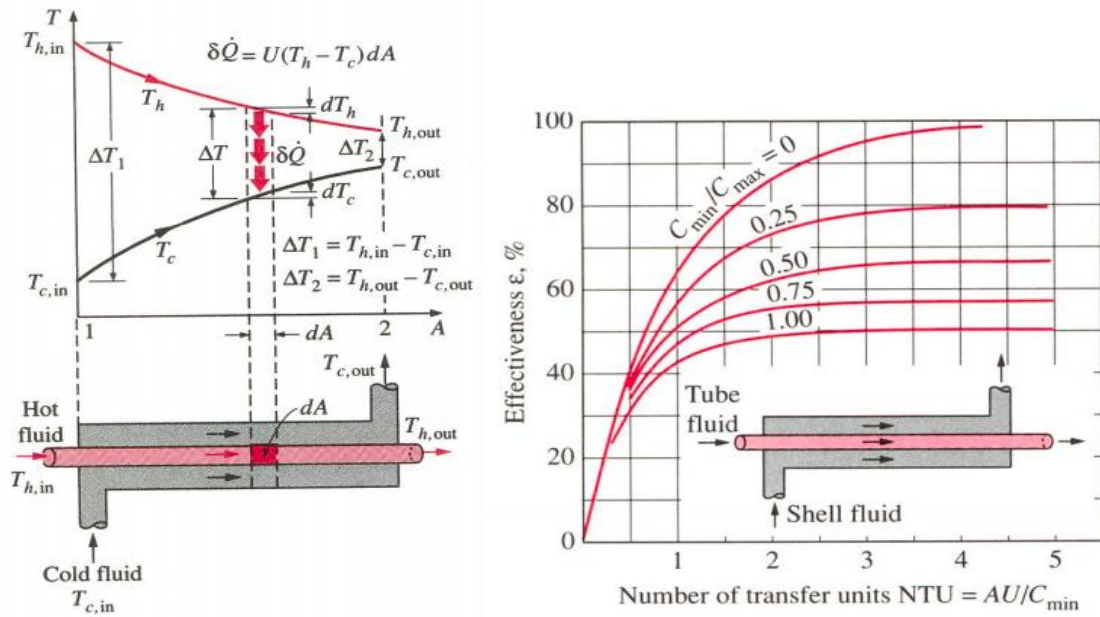 T
T_h,in
δQ̇ = U(T_h − T_c) dA
T_h
dT_h
T_h,out
ΔT_1
ΔT
δQ̇
ΔT_2
T_c,out
dT_c
T_c
ΔT_1 = T_h,in − T_c,in
ΔT_2 = T_h,out − T_c,out
T_c,in
1
2
A
dA
T_c,out
Hot
fluid
dA
T_h,out
T_h,in
Cold fluid
T_c,in
Effectiveness ε, %
100
80
60
40
20
0
C_min/C_max = 0
0.25
0.50
0.75
1.00
Tube
fluid
Shell fluid
1
2
3
4
5
Number of transfer units NTU = AU/C_min